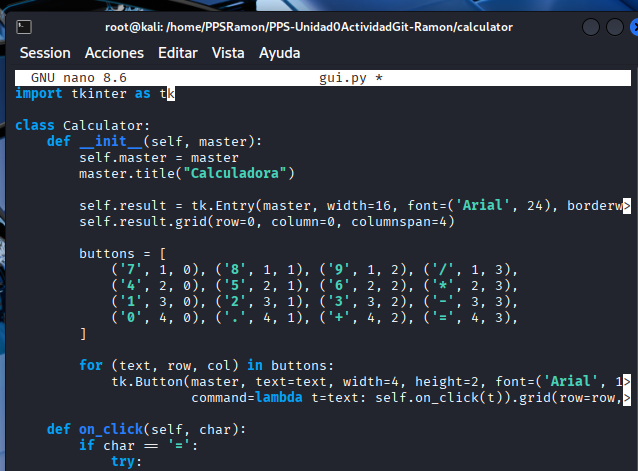 root@kali: /home/PPSRamon/PPS-Unidad0ActividadGit-Ramon/calculator
Session Acciones Editar Vista Ayuda
GNU nano 8.6 gui.py *
import tkinter as tk
class Calculator:
    def __init__(self, master):
        self.master = master
        master.title("Calculadora")
        self.result = tk.Entry(master, width=16, font=('Arial', 24), borderw>
        self.result.grid(row=0, column=0, columnspan=4)
        buttons = [
            ('7', 1, 0), ('8', 1, 1), ('9', 1, 2), ('/', 1, 3),
            ('4', 2, 0), ('5', 2, 1), ('6', 2, 2), ('*', 2, 3),
            ('1', 3, 0), ('2', 3, 1), ('3', 3, 2), ('-', 3, 3),
            ('0', 4, 0), ('.', 4, 1), ('+', 4, 2), ('=', 4, 3),
        ]
        for (text, row, col) in buttons:
            tk.Button(master, text=text, width=4, height=2, font=('Arial', 1>
                      command=lambda t=text: self.on_click(t)).grid(row=row,>
    def on_click(self, char):
        if char == '=':
            try: